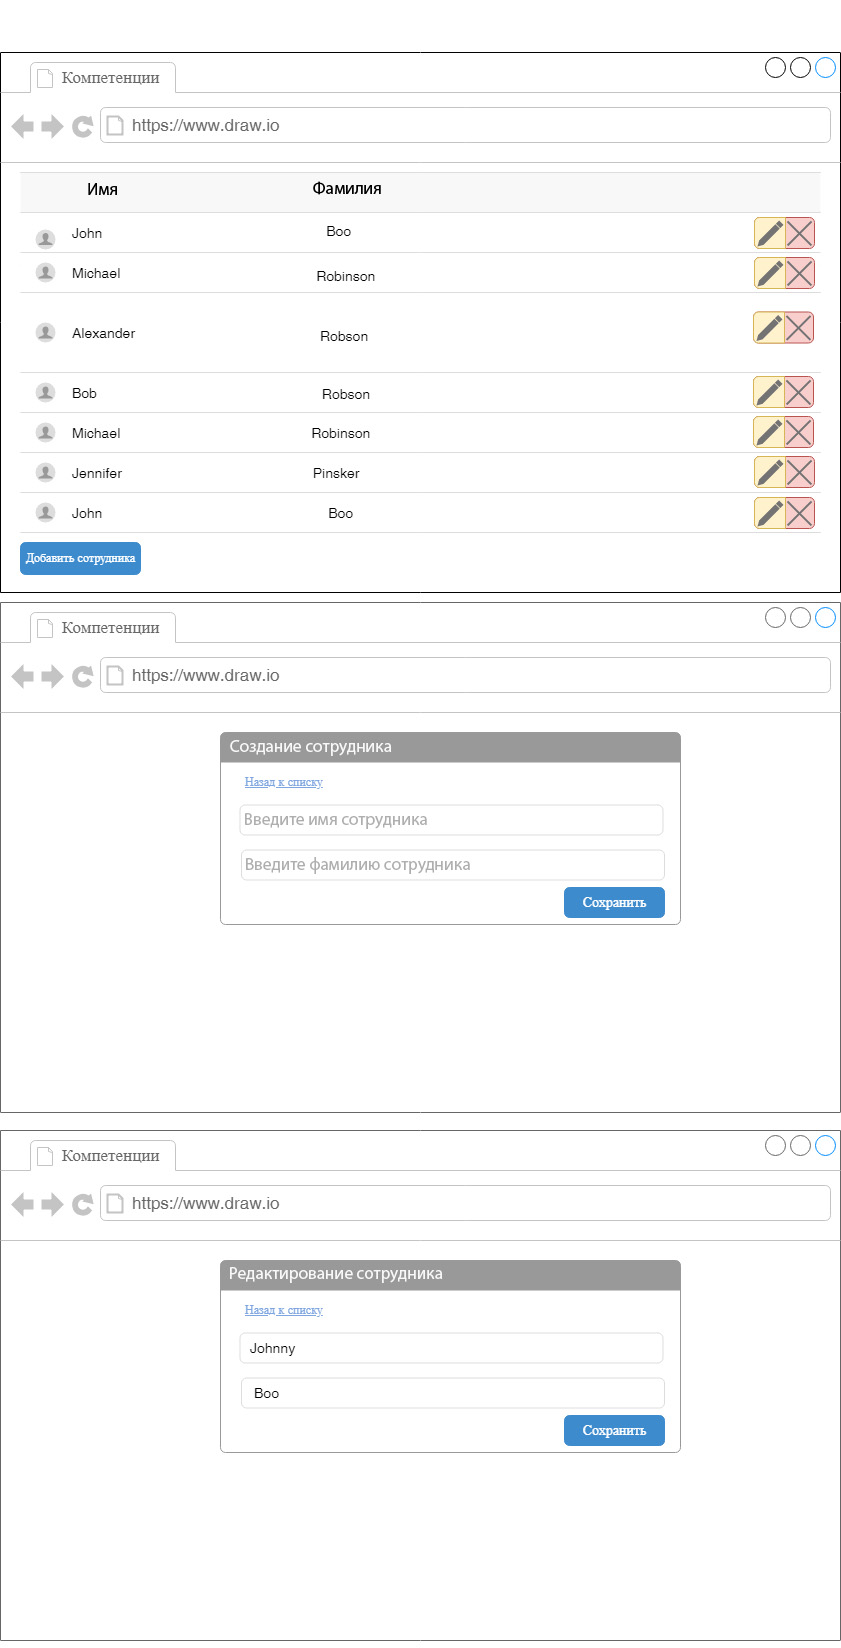 Компетенции
https://www.draw.io
Имя Фамилия
John Boo
Michael Robinson
Alexander Robson
Bob Robson
Michael Robinson
Jennifer Pinsker
John Boo
Добавить сотрудника
Компетенции
https://www.draw.io
Создание сотрудника
Назад к списку
Введите имя сотрудника
Введите фамилию сотрудника
Сохранить
Компетенции
https://www.draw.io
Редактирование сотрудника
Назад к списку
Johnny
Boo
Сохранить